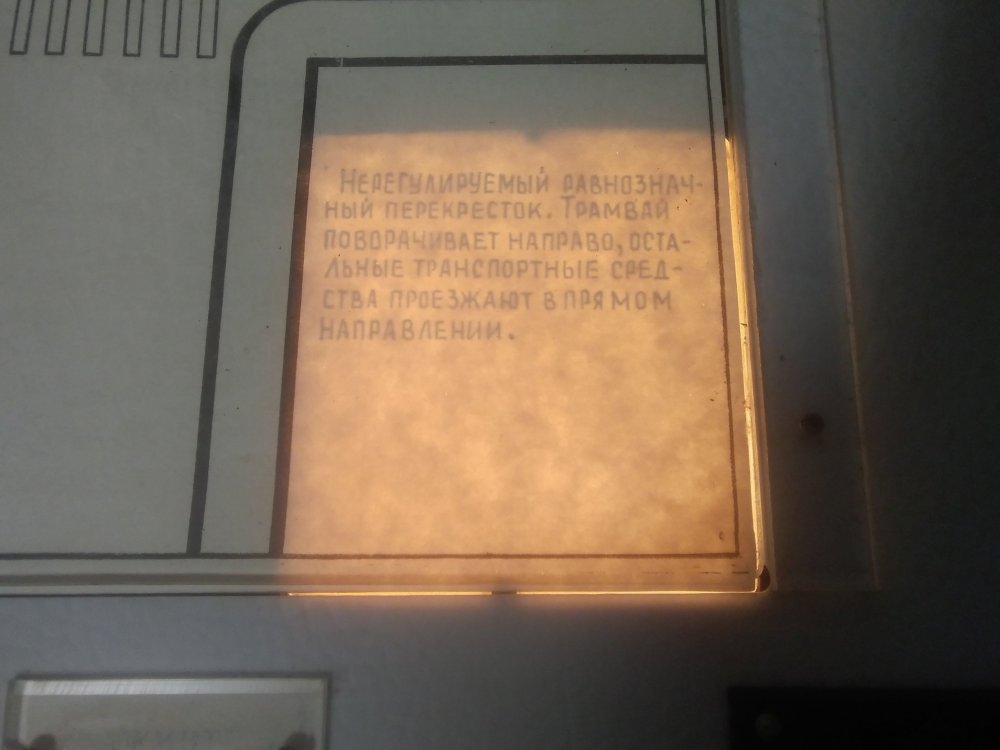 Нерегулируемый равнознач-
ный перекресток. Трамвай
поворачивает направо, оста-
льные транспортные сред-
ства проезжают в прямом
направлении.